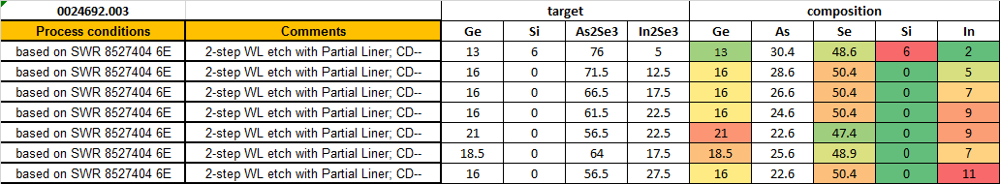 0024692.003 target composition
Process conditions Comments Ge Si As2Se3 In2Se3 Ge As Se Si In
based on SWR 8527404 6E 2-step WL etch with Partial Liner; CD-- 13 6 76 5 13 30.4 48.6 6 2
based on SWR 8527404 6E 2-step WL etch with Partial Liner; CD-- 16 0 71.5 12.5 16 28.6 50.4 0 5
based on SWR 8527404 6E 2-step WL etch with Partial Liner; CD-- 16 0 66.5 17.5 16 26.6 50.4 0 7
based on SWR 8527404 6E 2-step WL etch with Partial Liner; CD-- 16 0 61.5 22.5 16 24.6 50.4 0 9
based on SWR 8527404 6E 2-step WL etch with Partial Liner; CD-- 21 0 56.5 22.5 21 22.6 47.4 0 9
based on SWR 8527404 6E 2-step WL etch with Partial Liner; CD-- 18.5 0 64 17.5 18.5 25.6 48.9 0 7
based on SWR 8527404 6E 2-step WL etch with Partial Liner; CD-- 16 0 56.5 27.5 16 22.6 50.4 0 11